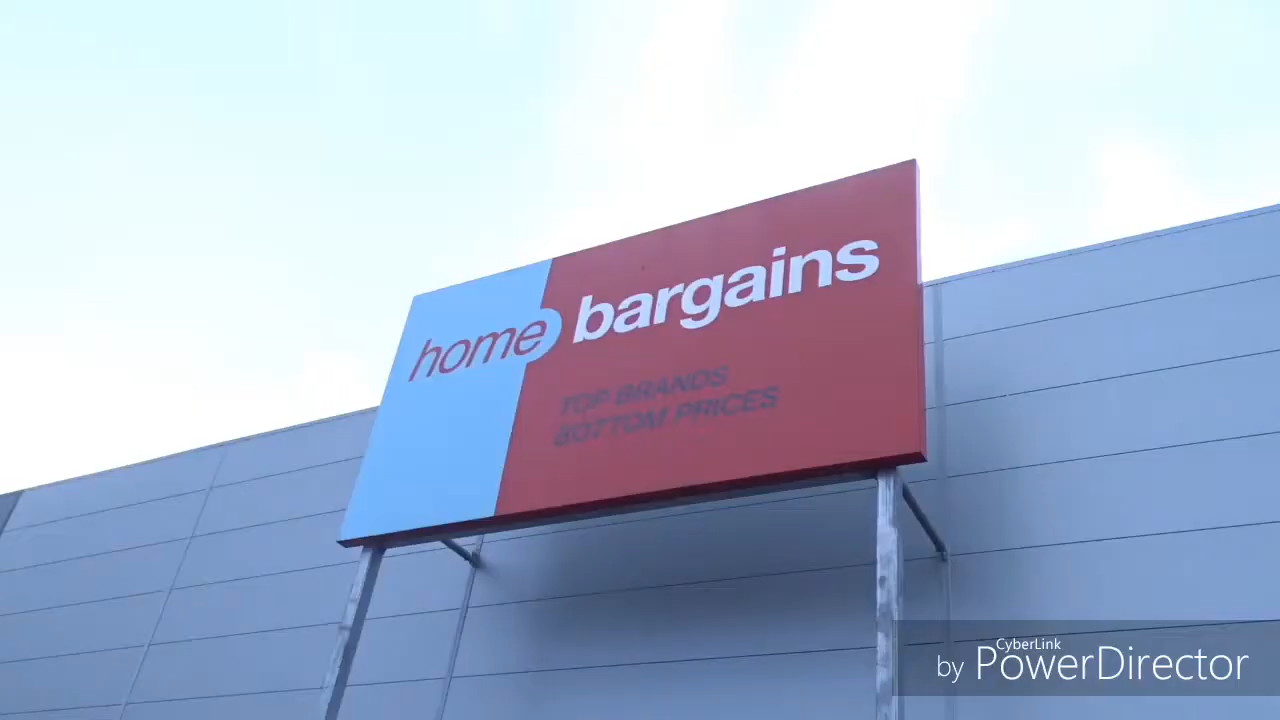 home bargains
TOP BRANDS
BOTTOM PRICES
CyberLink
by PowerDirector